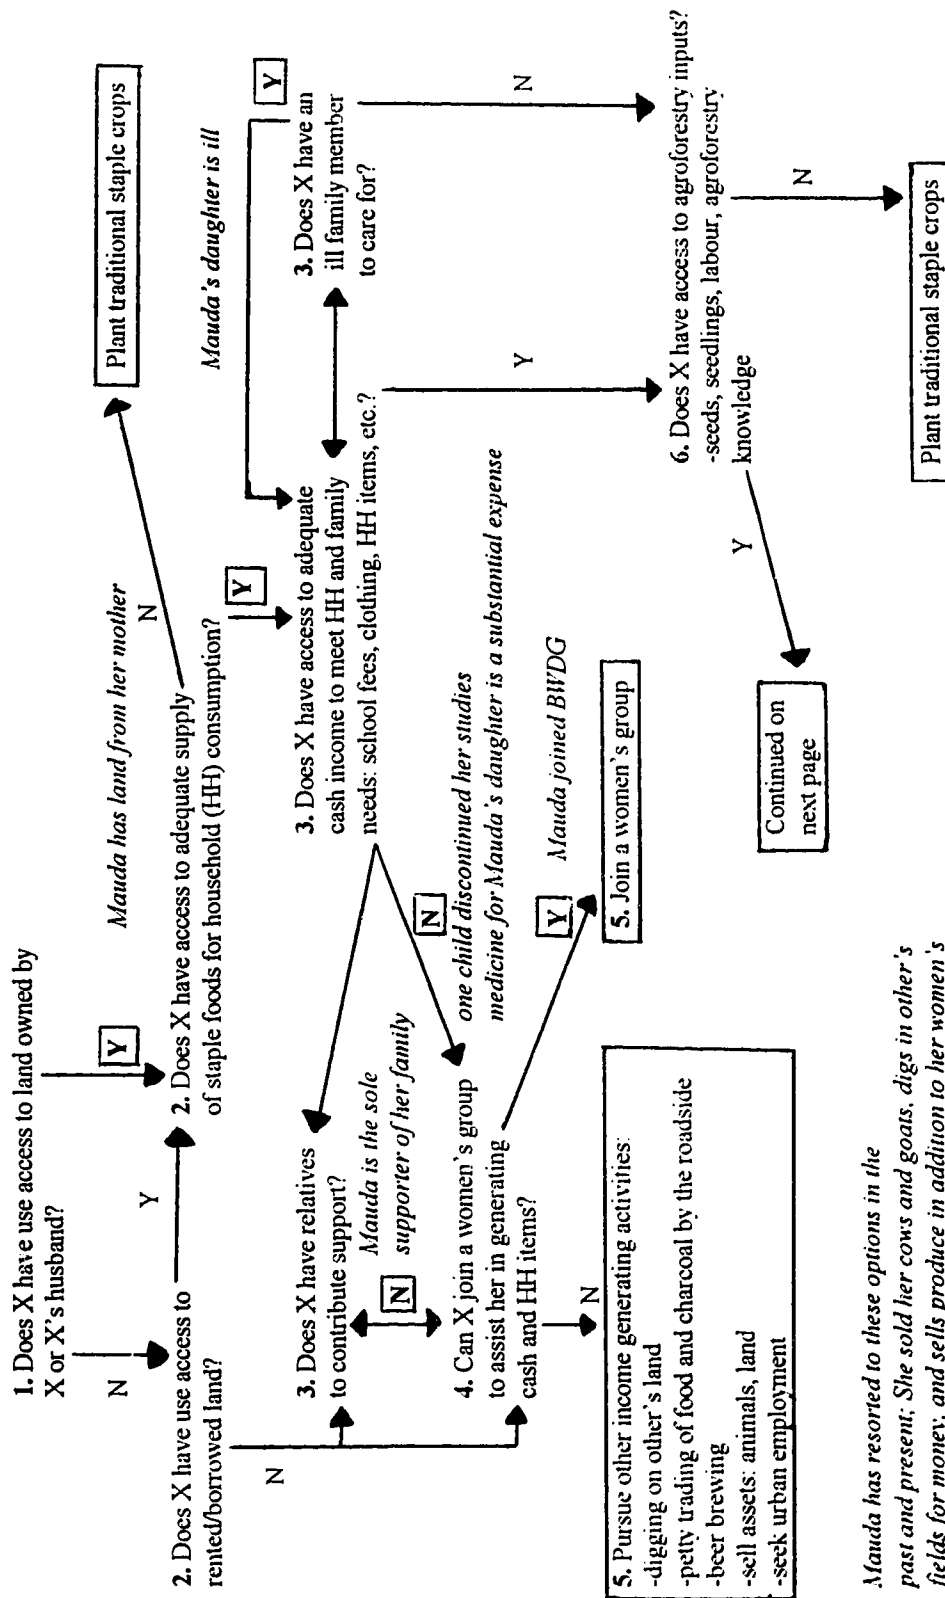 1. Does X have use access to land owned by
X or X's husband?
N
Y
Mauda has land from her mother
2. Does X have use access to
rented/borrowed land?
Y
N
2. Does X have access to adequate supply
of staple foods for household (HH) consumption?
N
Plant traditional staple crops
Y
Mauda's daughter is ill
3. Does X have relatives
to contribute support?
Mauda is the sole
supporter of her family
N
3. Does X have access to adequate
cash income to meet HH and family
needs: school fees, clothing, HH items, etc.?
3. Does X have an
ill family member
to care for?
Y
N
one child discontinued her studies
medicine for Mauda's daughter is a substantial expense
Y
N
4. Can X join a women's group
to assist her in generating
cash and HH items?
Y
Mauda joined BWDG
N
5. Join a women's group
5. Pursue other income generating activities:
-digging on other's land
-petty trading of food and charcoal by the roadside
-beer brewing
-sell assets: animals, land
-seek urban employment
6. Does X have access to agroforestry inputs?
-seeds, seedlings, labour, agroforestry
knowledge
Y
N
Continued on
next page
Plant traditional staple crops
Mauda has resorted to these options in the
past and present; She sold her cows and goats, digs in other's
fields for money, and sells produce in addition to her women's